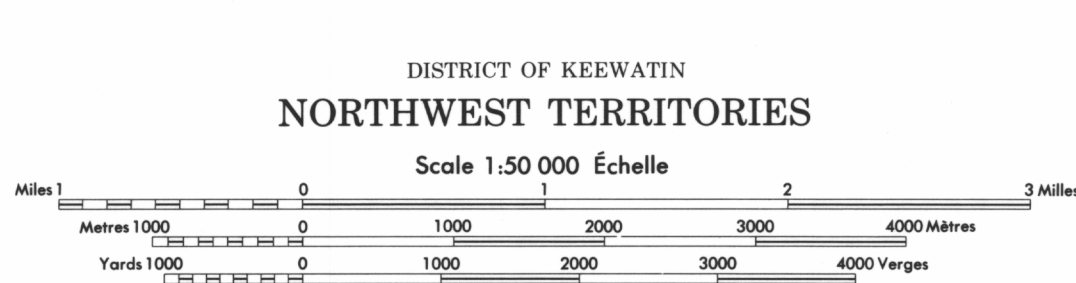 DISTRICT OF KEEWATIN
NORTHWEST TERRITORIES
Scale 1:50 000 Échelle
Miles 1 0 1 2 3 Milles
Metres 1000 0 1000 2000 3000 4000 Mètres
Yards 1000 0 1000 2000 3000 4000 Verges